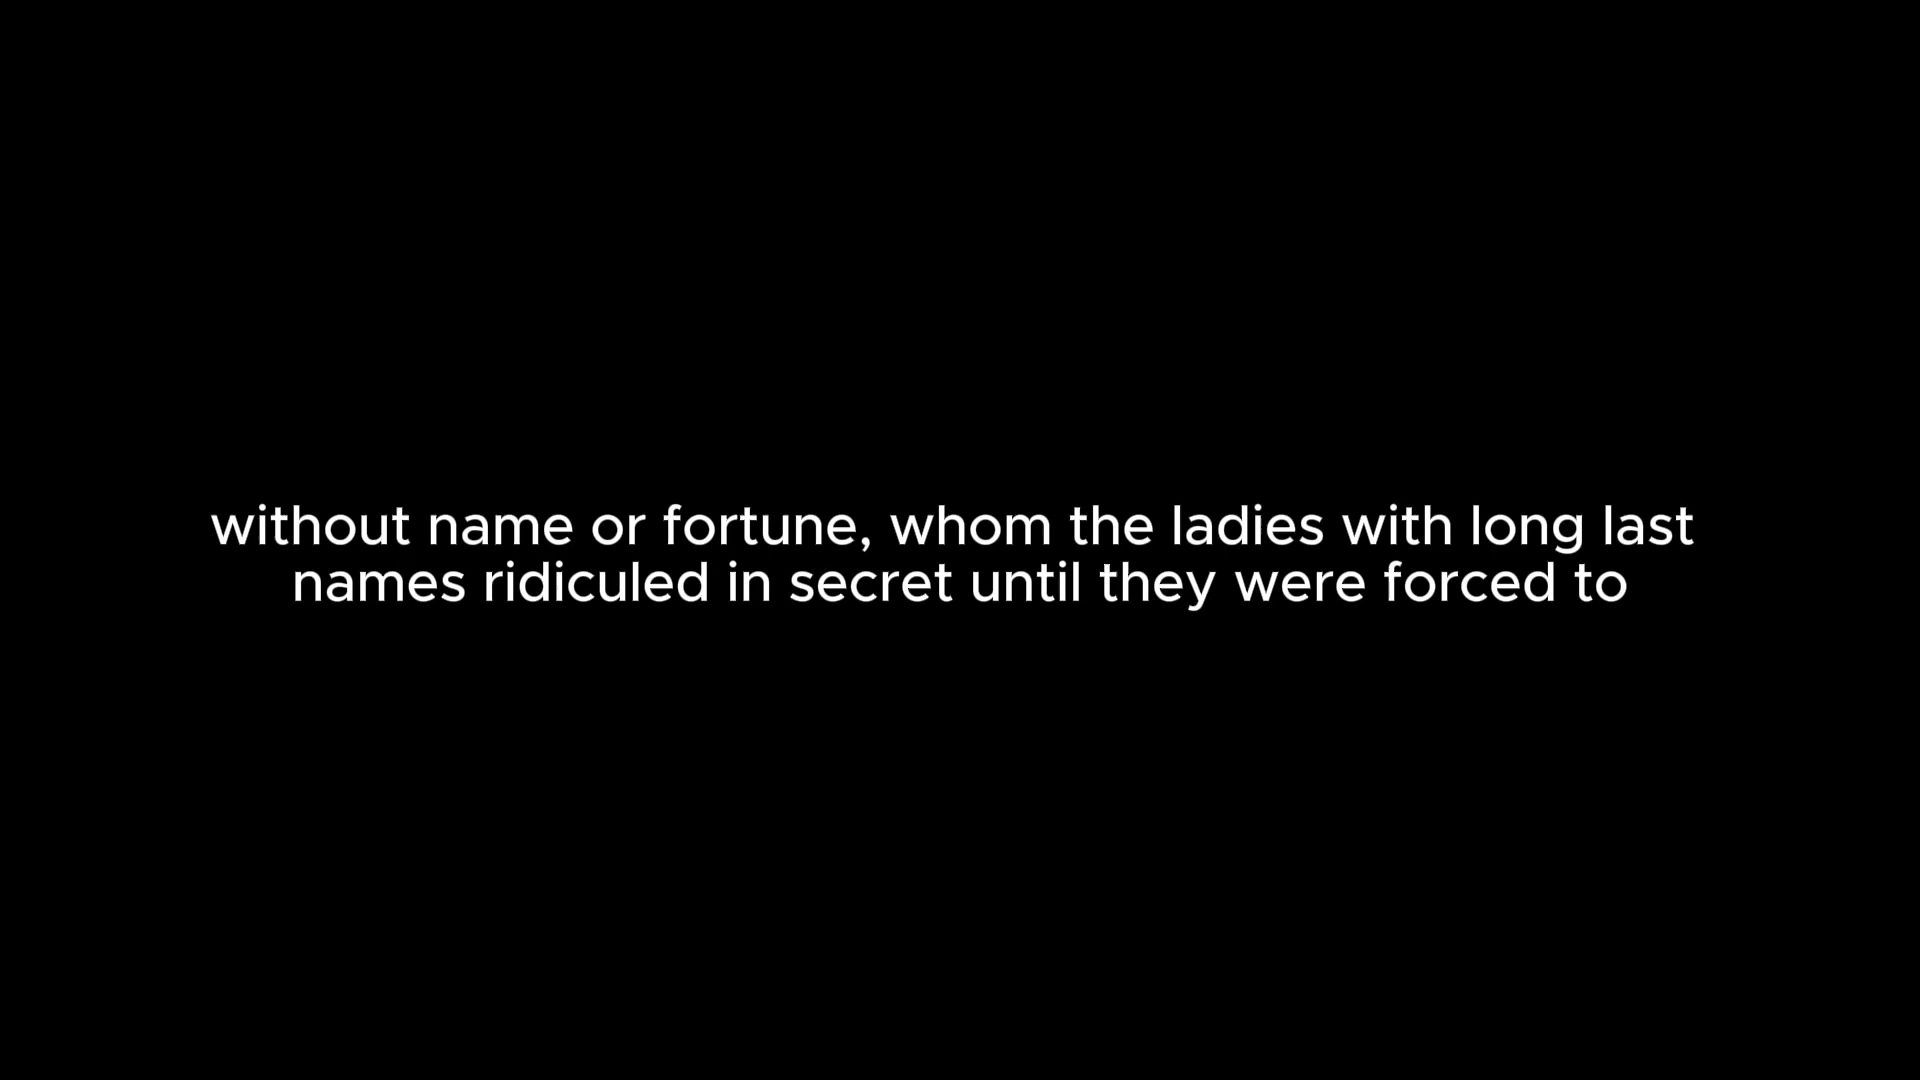 without name or fortune, whom the ladies with long last
names ridiculed in secret until they were forced to